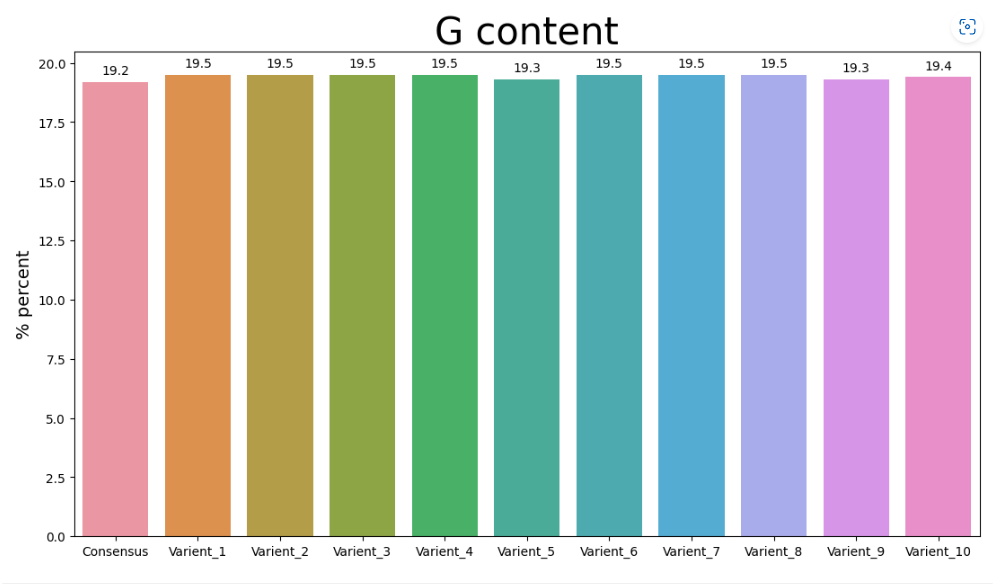 G content
20.0
17.5
15.0
12.5
10.0
7.5
5.0
2.5
0.0
% percent
19.2 19.5 19.5 19.5 19.5 19.3 19.5 19.5 19.5 19.3 19.4
Consensus Varient_1 Varient_2 Varient_3 Varient_4 Varient_5 Varient_6 Varient_7 Varient_8 Varient_9 Varient_10